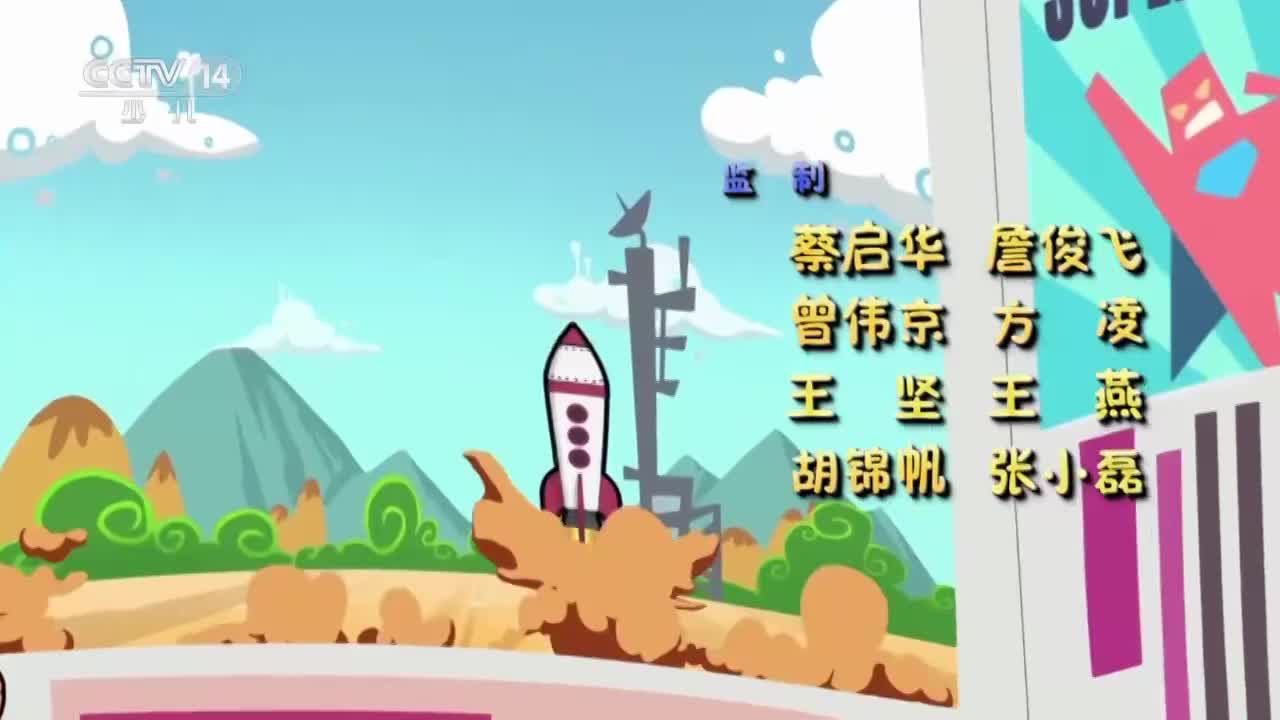 CCTV 14
少儿
SUPER
监制
蔡启华 詹俊飞
曾伟京 方凌
王坚 王燕
胡锦帆 张小磊